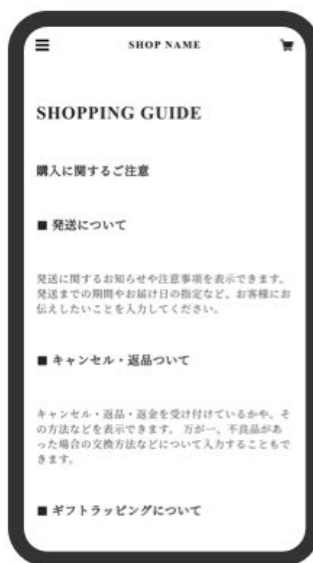 SHOP NAME
SHOPPING GUIDE
購入に関するご注意
■ 発送について
発送に関するお知らせや注意事項を表示できます。
発送までの期間やお届け日の指定など、お客様にお
伝えしたいことを入力してください。
■ キャンセル・返品ついて
キャンセル・返品・返金を受け付けているかや、そ
の方法などを表示できます。 万が一、不良品があ
った場合の交換方法などについて入力することもで
きます。
■ ギフトラッピングについて